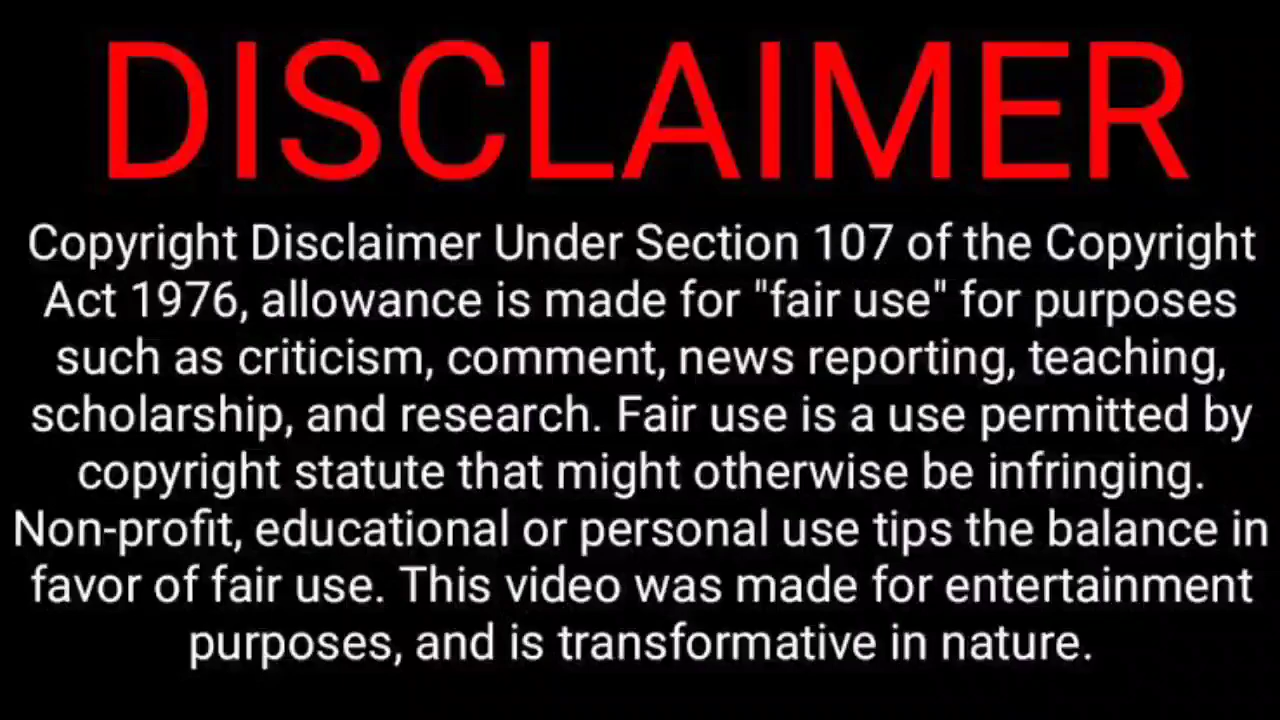 DISCLAIMER
Copyright Disclaimer Under Section 107 of the Copyright
Act 1976, allowance is made for "fair use" for purposes
such as criticism, comment, news reporting, teaching,
scholarship, and research. Fair use is a use permitted by
copyright statute that might otherwise be infringing.
Non-profit, educational or personal use tips the balance in
favor of fair use. This video was made for entertainment
purposes, and is transformative in nature.